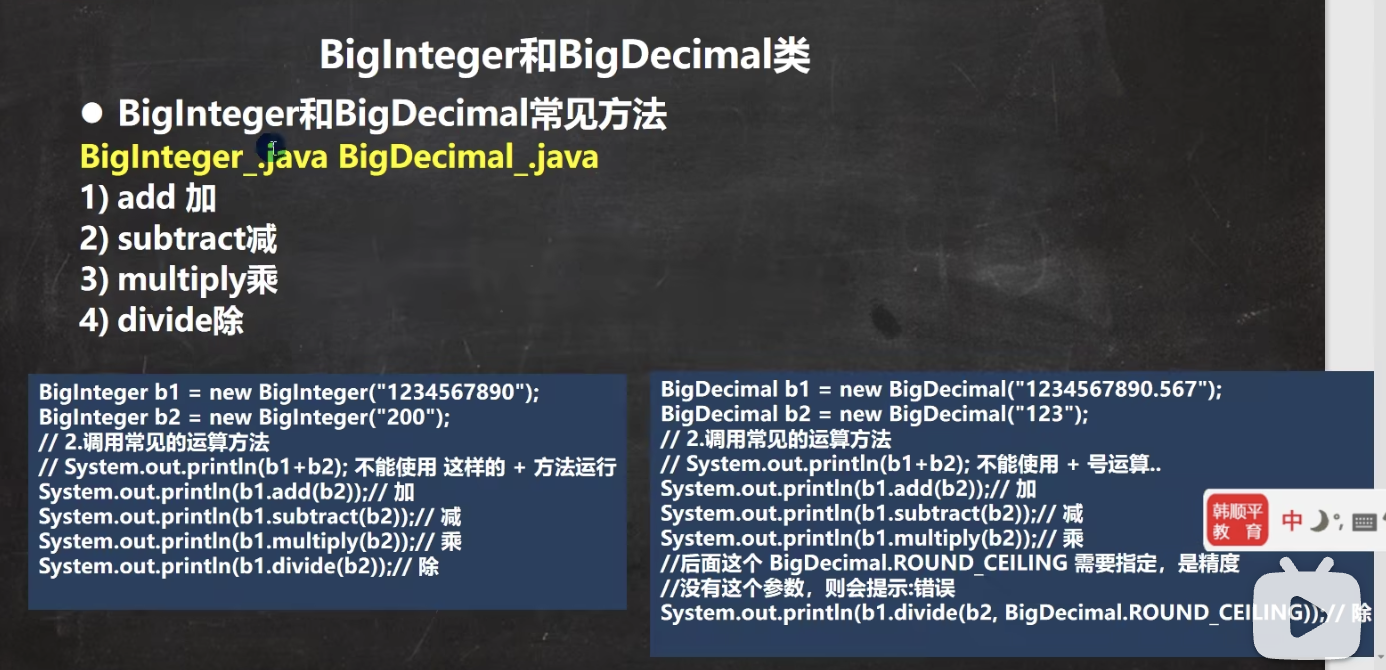 BigInteger和BigDecimal类
● BigInteger和BigDecimal常见方法
BigInteger_.java BigDecimal_.java
1) add 加
2) subtract减
3) multiply乘
4) divide除
BigInteger b1 = new BigInteger("1234567890");
BigInteger b2 = new BigInteger("200");
// 2.调用常见的运算方法
// System.out.println(b1+b2); 不能使用 这样的 + 方法运行
System.out.println(b1.add(b2));// 加
System.out.println(b1.subtract(b2));// 减
System.out.println(b1.multiply(b2));// 乘
System.out.println(b1.divide(b2));// 除
BigDecimal b1 = new BigDecimal("1234567890.567");
BigDecimal b2 = new BigDecimal("123");
// 2.调用常见的运算方法
// System.out.println(b1+b2); 不能使用 + 号运算..
System.out.println(b1.add(b2));// 加
System.out.println(b1.subtract(b2));// 减
System.out.println(b1.multiply(b2));// 乘
//后面这个 BigDecimal.ROUND_CEILING 需要指定，是精度
//没有这个参数，则会提示:错误
System.out.println(b1.divide(b2, BigDecimal.ROUND_CEILING));// 除
韩顺平
教 育
中